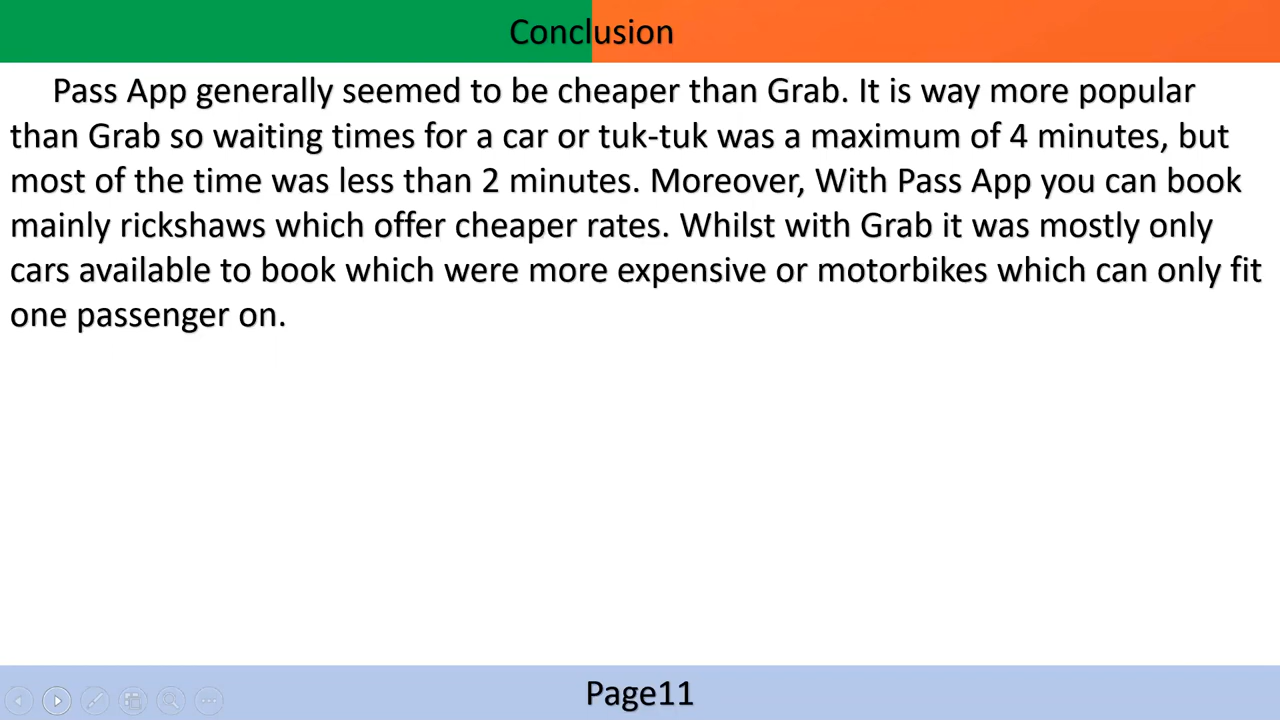 Conclusion
Pass App generally seemed to be cheaper than Grab. It is way more popular
than Grab so waiting times for a car or tuk-tuk was a maximum of 4 minutes, but
most of the time was less than 2 minutes. Moreover, With Pass App you can book
mainly rickshaws which offer cheaper rates. Whilst with Grab it was mostly only
cars available to book which were more expensive or motorbikes which can only fit
one passenger on.
Page11